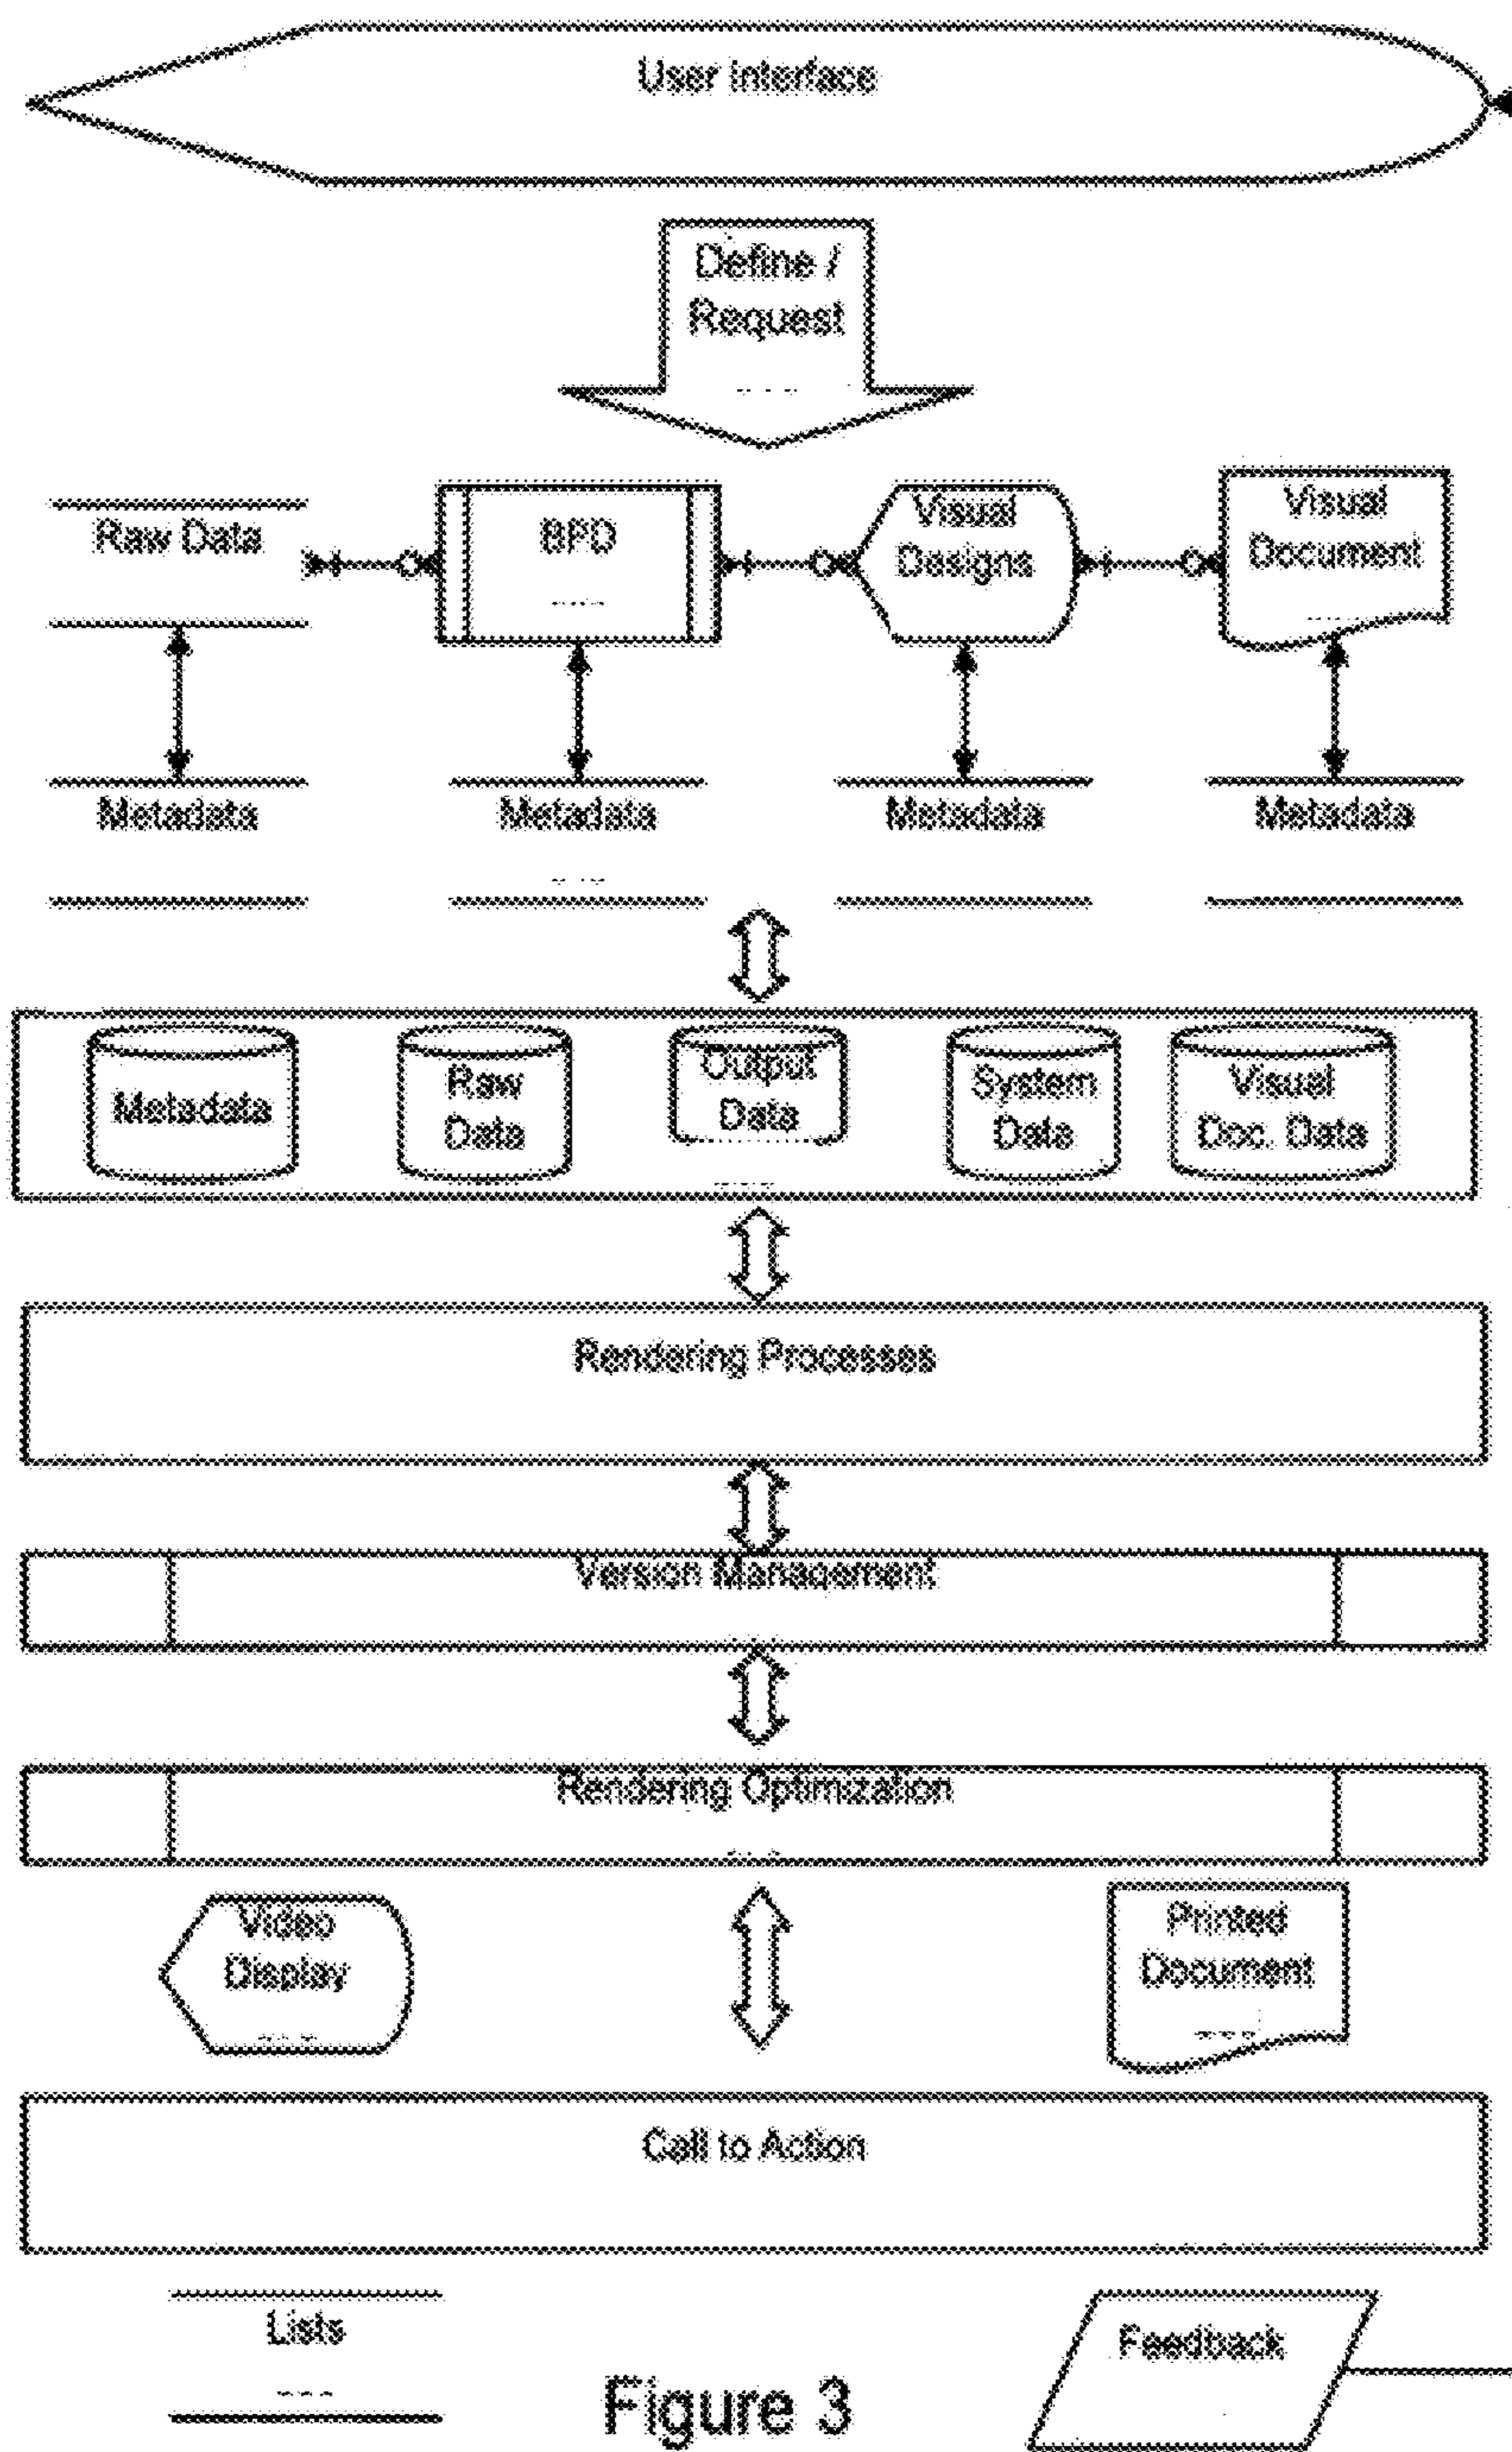 User Interface
Define /
Request
Raw Data
BPD
Visual
Designs
Visual
Document
Metadata
Metadata
Metadata
Metadata
Metadata
Raw
Data
Output
Data
System
Data
Visual
Doc. Data
Rendering Processes
Version Management
Rendering Optimization
Video
Display
Printed
Document
Call to Action
Lists
Feedback
Figure 3